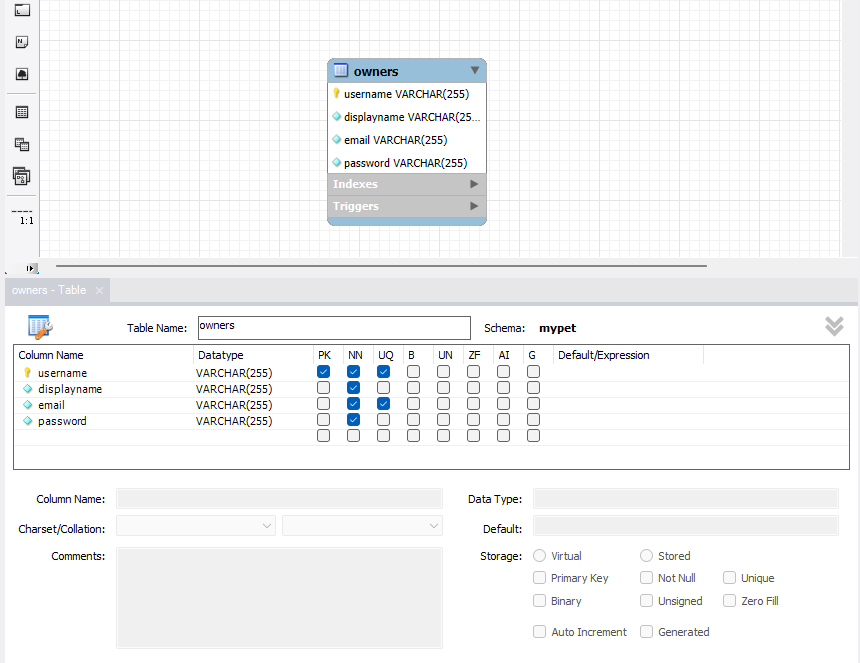 N
owners
username VARCHAR(255)
displayname VARCHAR(25...
email VARCHAR(255)
password VARCHAR(255)
Indexes
Triggers
1:1
owners - Table
Table Name: owners Schema: mypet
Column Name Datatype PK NN UQ B UN ZF AI G Default/Expression
username VARCHAR(255)
displayname VARCHAR(255)
email VARCHAR(255)
password VARCHAR(255)
Column Name: Data Type:
Charset/Collation: Default:
Comments: Storage: Virtual Stored
Primary Key Not Null Unique
Binary Unsigned Zero Fill
Auto Increment Generated